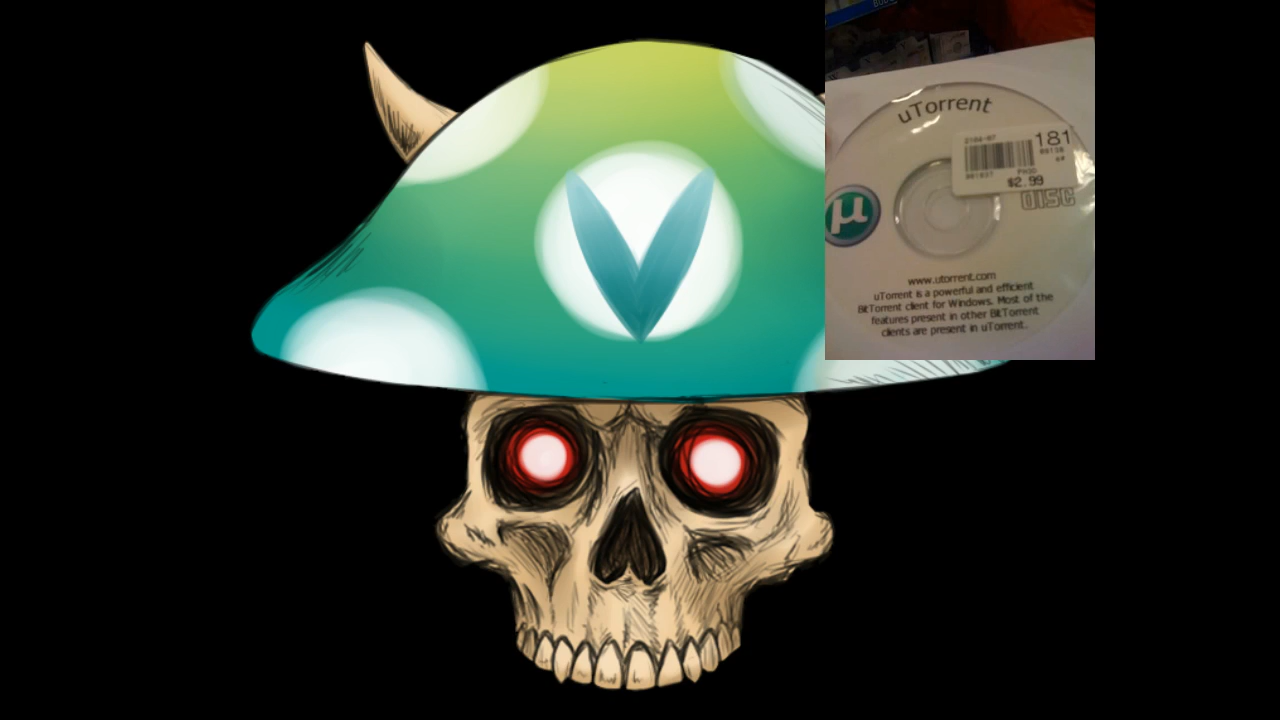 V
uTorrent
181
$2.99
DISC
µ
www.utorrent.com
uTorrent is a powerful and efficient
BitTorrent client for Windows. Most of the
features present in other BitTorrent
clients are present in uTorrent.